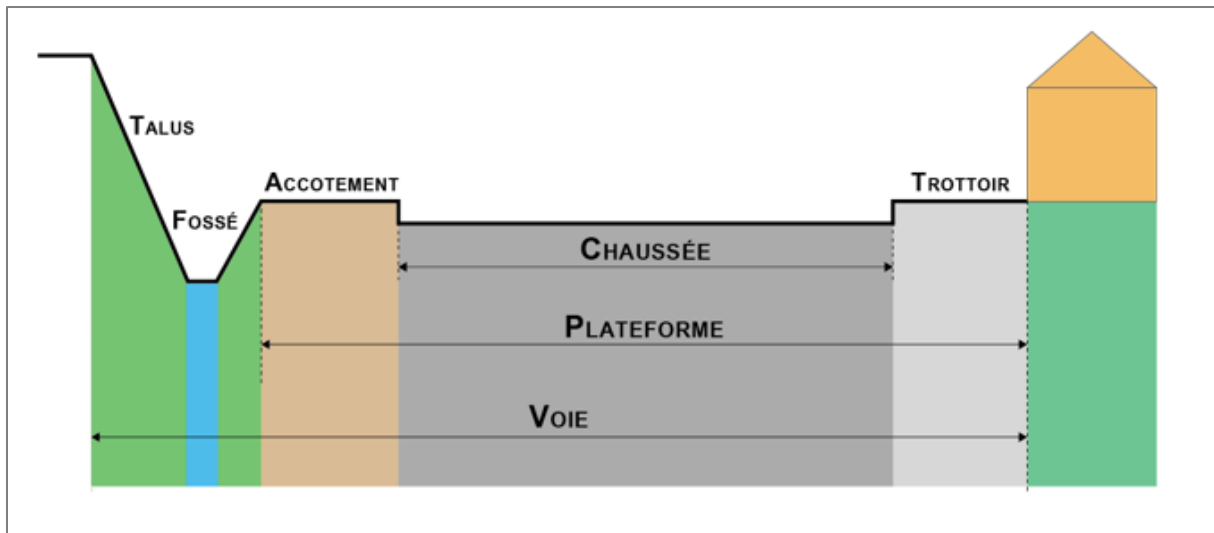 TALUS
ACCOTEMENT
TROTTOIR
FOSSÉ
CHAUSSÉE
PLATEFORME
VOIE